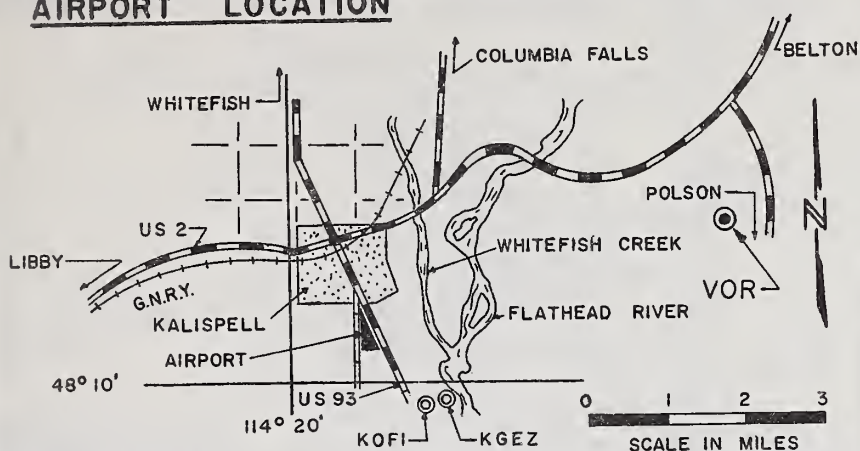 AIRPORT LOCATION
BELTON
COLUMBIA FALLS
WHITEFISH
POLSON
N
US 2
WHITEFISH CREEK
LIBBY
VOR
G.N.R.Y.
KALISPELL
FLATHEAD RIVER
AIRPORT
48° 10'
US 93
0 1 2 3
114° 20'
KOFI
KGEZ
SCALE IN MILES